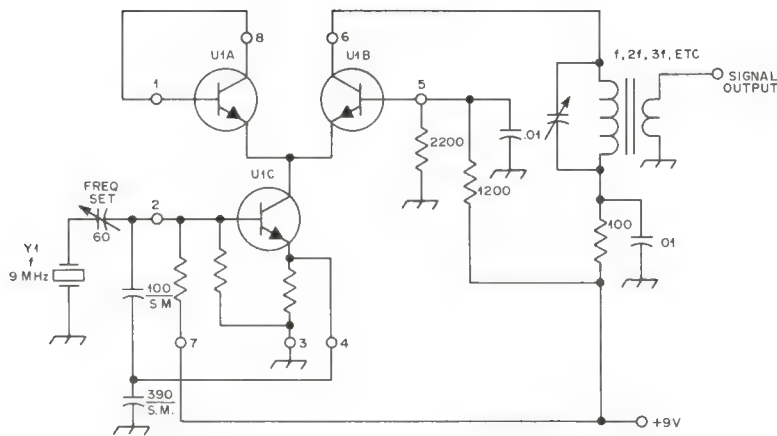 8
6
U1A
U1B
f, 2f, 3f, ETC
1
5
SIGNAL
OUTPUT
.01
2200
1200
U1C
FREQ
SET
2
60
100
.01
Y1
f
9 MHz
100
S.M
7
3
4
390
S.M.
+9V